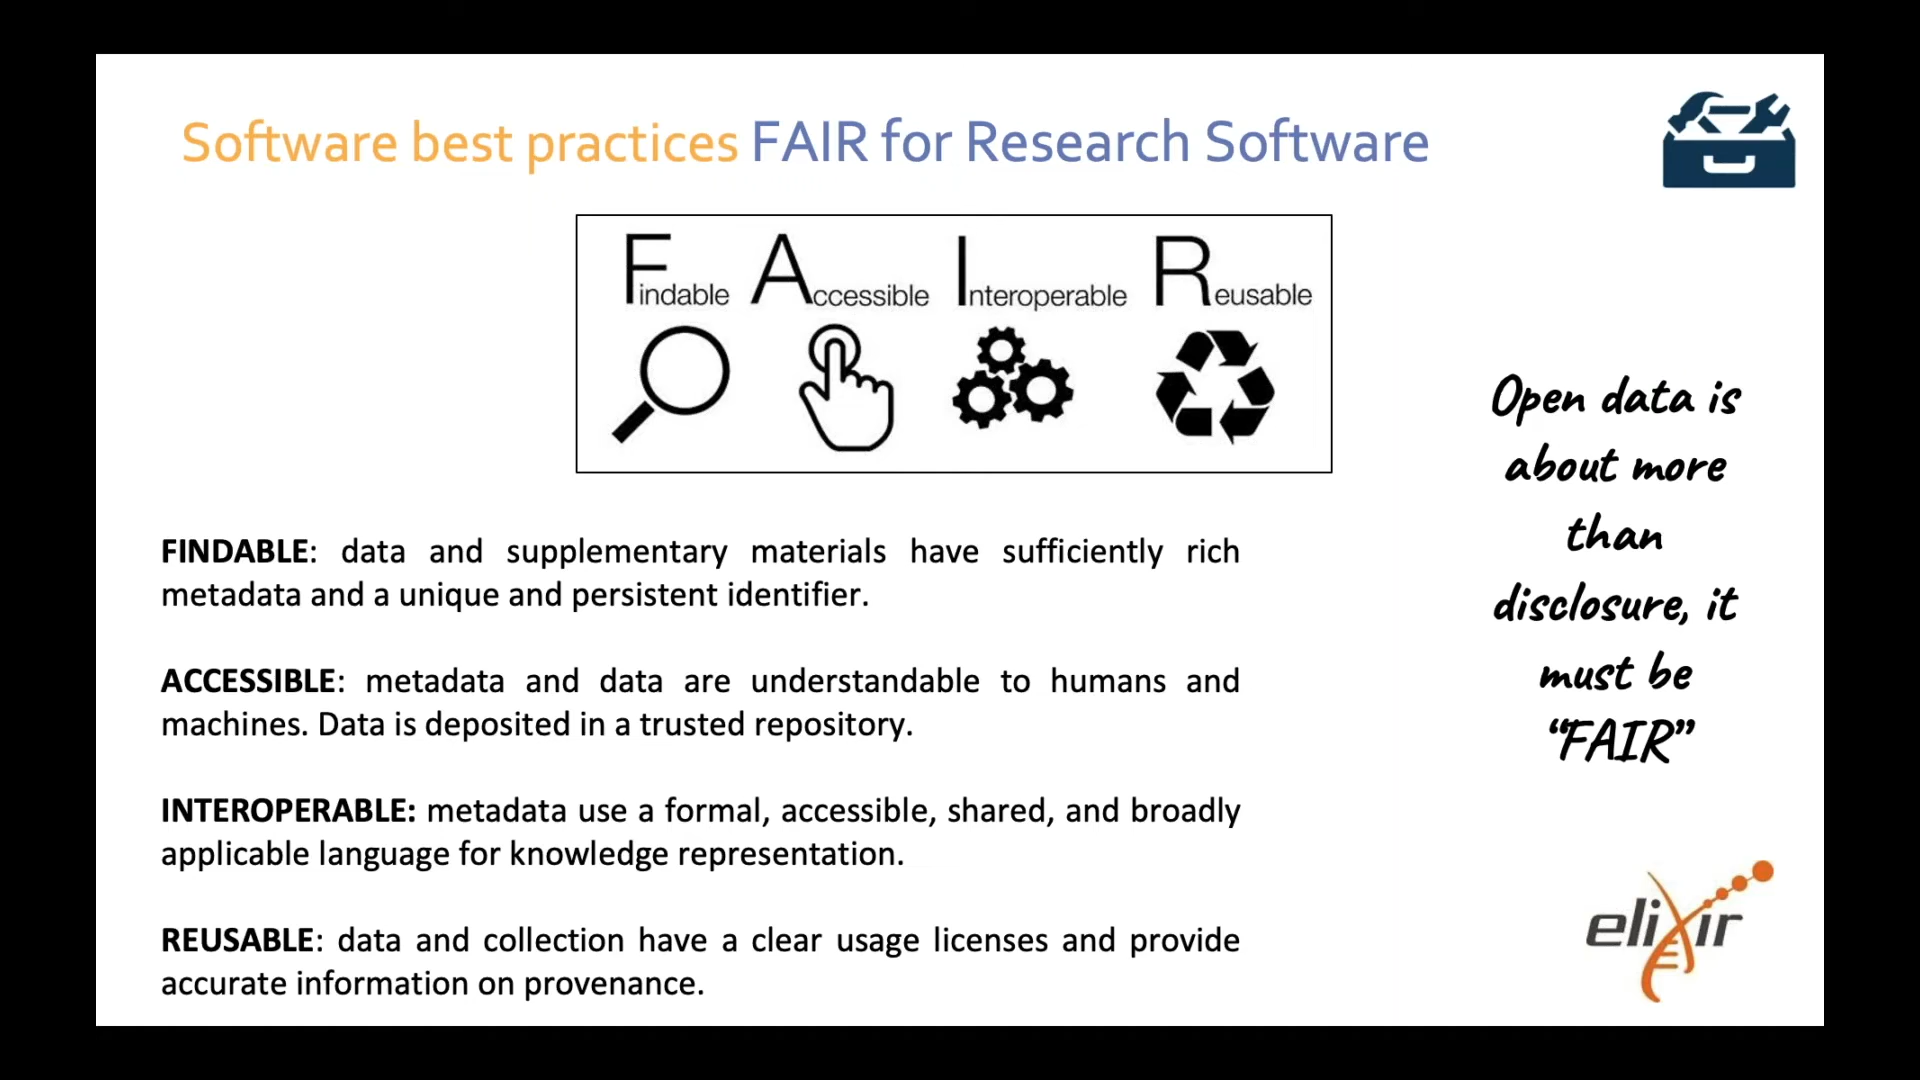 Software best practices FAIR for Research Software
Findable Accessible Interoperable Reusable
FINDABLE: data and supplementary materials have sufficiently rich
metadata and a unique and persistent identifier.
ACCESSIBLE: metadata and data are understandable to humans and
machines. Data is deposited in a trusted repository.
INTEROPERABLE: metadata use a formal, accessible, shared, and broadly
applicable language for knowledge representation.
REUSABLE: data and collection have a clear usage licenses and provide
accurate information on provenance.
Open data is
about more
than
disclosure, it
must be
“FAIR”
elixir